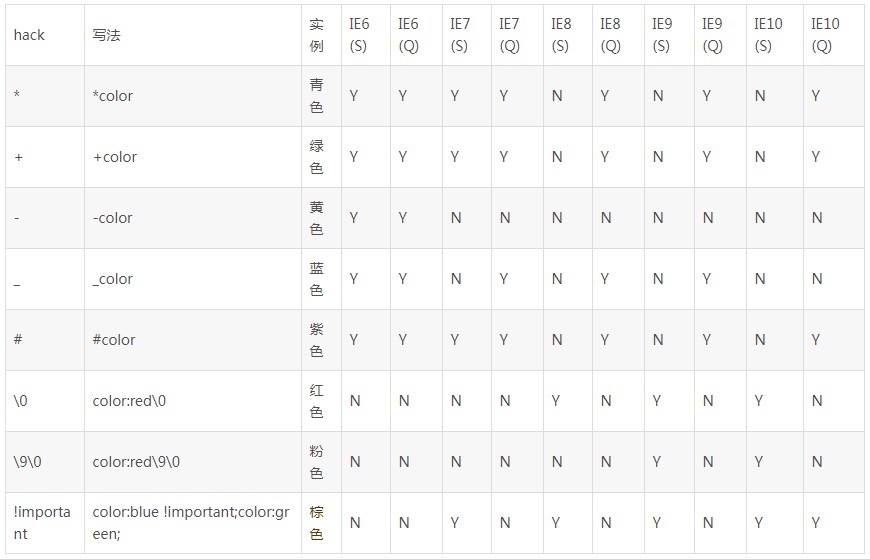 hack 写法 实例 IE6(S) IE6(Q) IE7(S) IE7(Q) IE8(S) IE8(Q) IE9(S) IE9(Q) IE10(S) IE10(Q)
* *color 青色 Y Y Y Y N Y N Y N Y
+ +color 绿色 Y Y Y Y N Y N Y N Y
- -color 黄色 Y Y N N N N N N N N
_ _color 蓝色 Y Y N Y N Y N Y N N
# #color 紫色 Y Y Y Y N Y N Y N Y
\0 color:red\0 红色 N N N N Y N Y N Y N
\9\0 color:red\9\0 粉色 N N N N N N Y N Y N
!important color:blue !important;color:green; 棕色 N N Y N Y N Y N Y Y